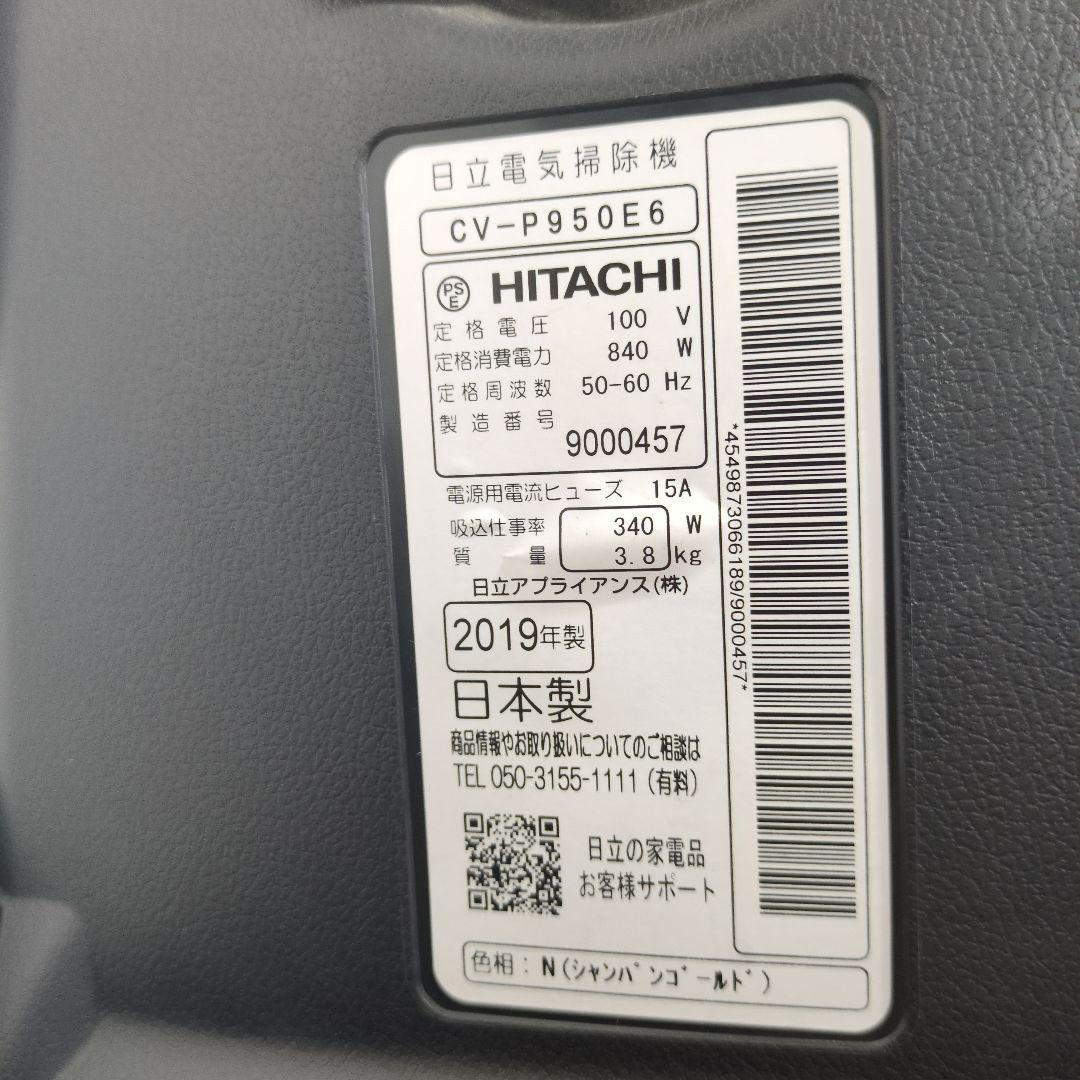 日立電気掃除機
CV-P950E6
PS
E
HITACHI
定格電圧 100 V
定格消費電力 840 W
定格周波数 50-60 Hz
製造番号
9000457
電源用電流ヒューズ 15A
吸込仕事率 340 W
質量 3.8 kg
日立アプライアンス(株)
2019年製
日本製
商品情報やお取り扱いについてのご相談は
TEL 050-3155-1111 (有料)
日立の家電品
お客様サポート
色相:N(シャンパンゴールド)
*4549873066189/9000457*